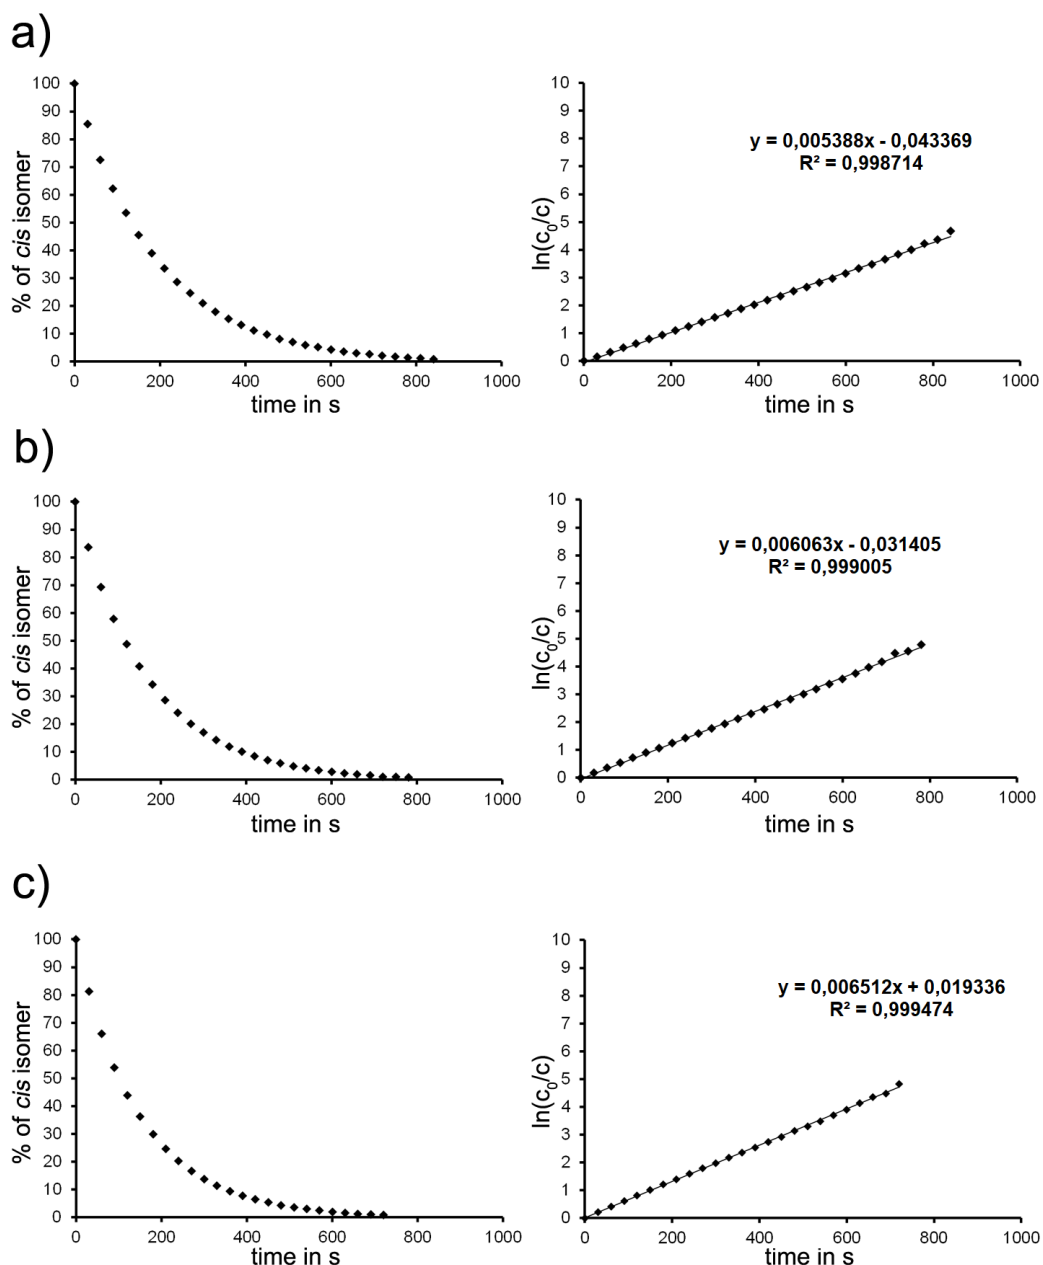 a)
100
90
80
70
60
50
40
30
20
10
0
% of cis isomer
0 200 400 600 800 1000
time in s
10
9
8
7
6
5
4
3
2
1
0
ln(c₀/c)
y = 0,005388x - 0,043369
R² = 0,998714
0 200 400 600 800 1000
time in s
b)
100
90
80
70
60
50
40
30
20
10
0
% of cis isomer
0 200 400 600 800 1000
time in s
10
9
8
7
6
5
4
3
2
1
0
ln(c₀/c)
y = 0,006063x - 0,031405
R² = 0,999005
0 200 400 600 800 1000
time in s
c)
100
90
80
70
60
50
40
30
20
10
0
% of cis isomer
0 200 400 600 800 1000
time in s
10
9
8
7
6
5
4
3
2
1
0
ln(c₀/c)
y = 0,006512x + 0,019336
R² = 0,999474
0 200 400 600 800 1000
time in s